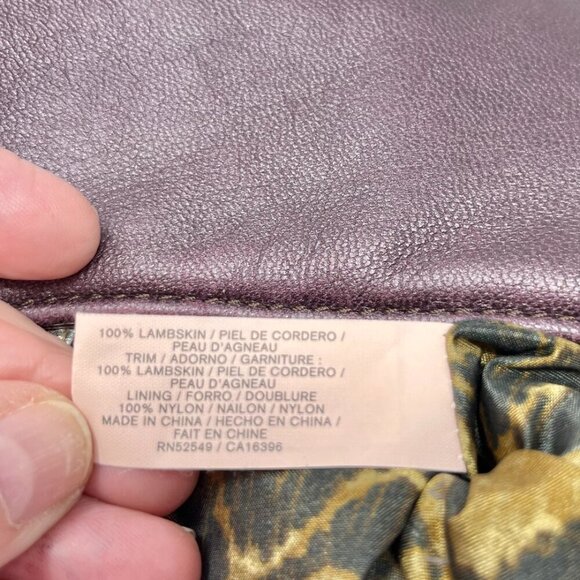 100% LAMBSKIN / PIEL DE CORDERO /
PEAU D'AGNEAU
TRIM / ADORNO / GARNITURE :
100% LAMBSKIN / PIEL DE CORDERO /
PEAU D'AGNEAU
LINING / FORRO / DOUBLURE
100% NYLON / NAILON / NYLON
MADE IN CHINA / HECHO EN CHINA /
FAIT EN CHINE
RN52549 / CA16396